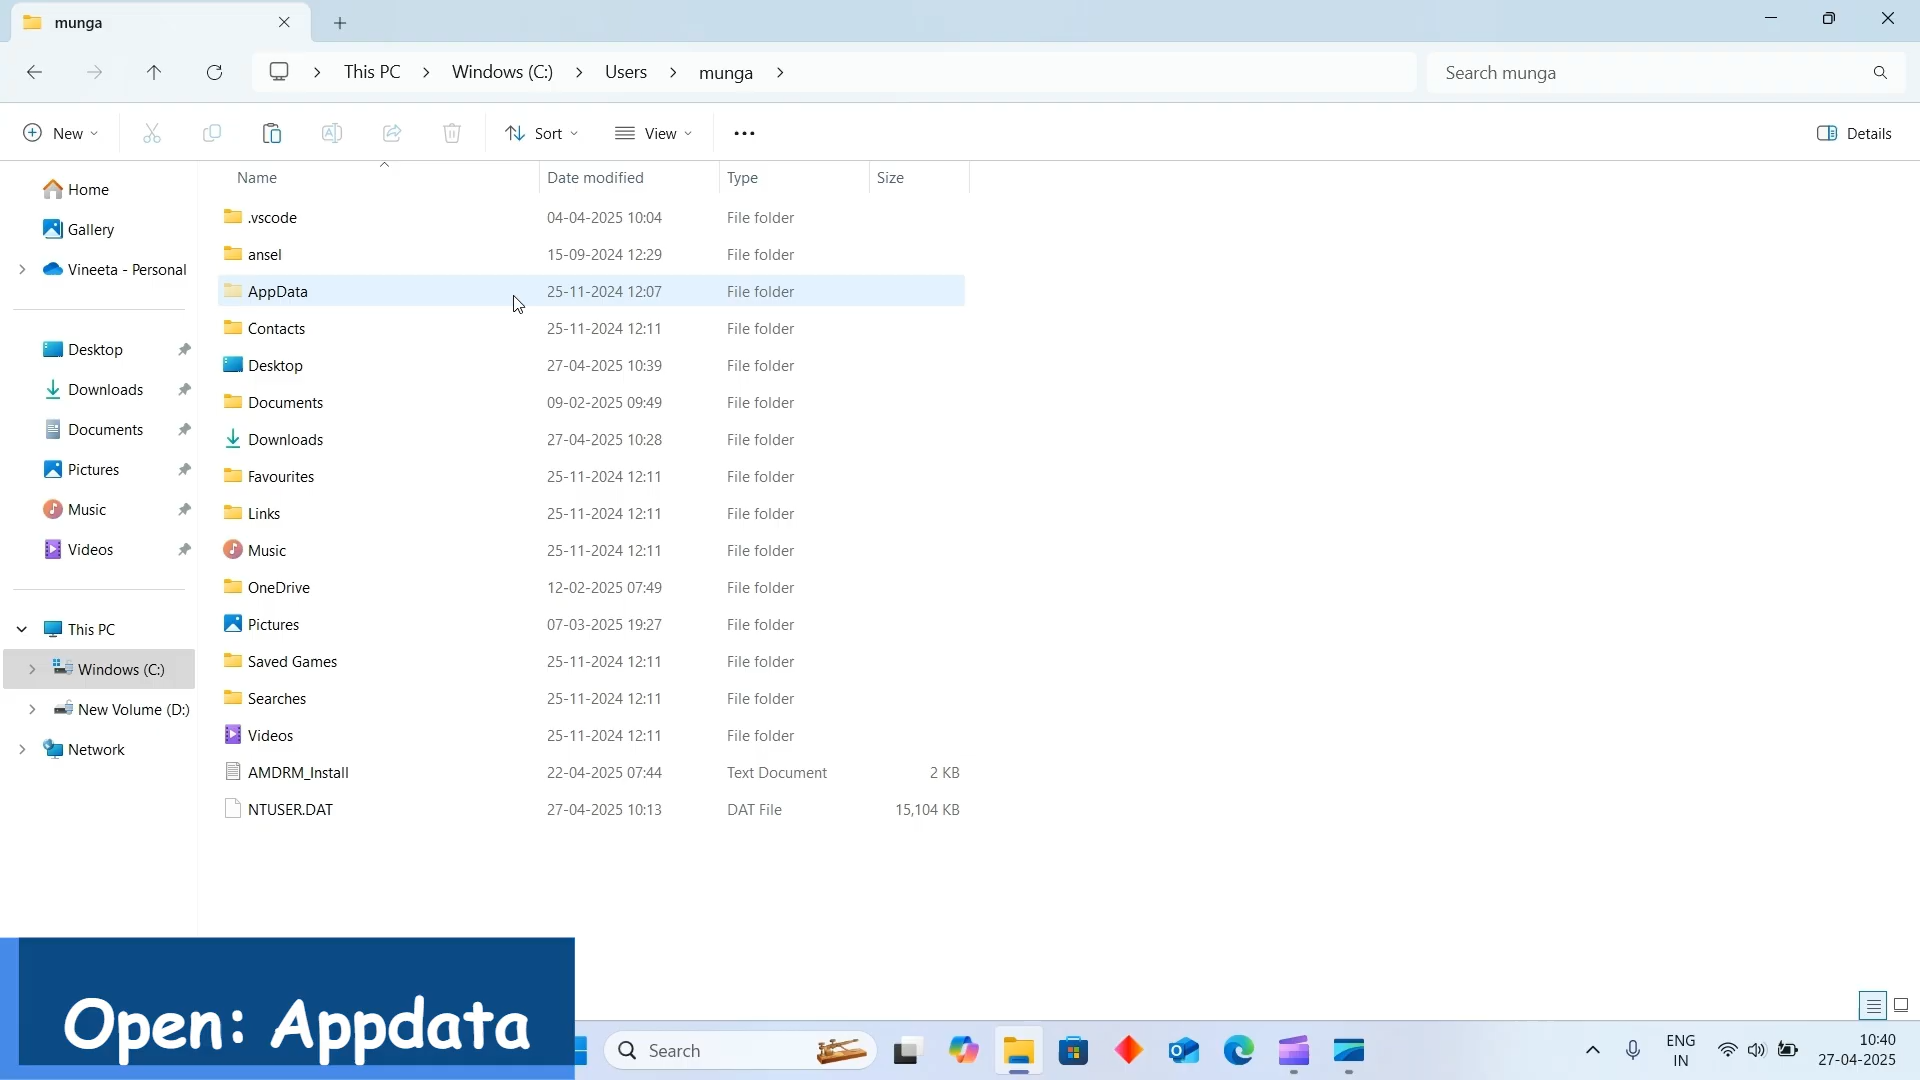 munga
This PC > Windows (C:) > Users > munga >
Search munga
New
Sort
View
Details
Name Date modified Type Size
.vscode 04-04-2025 10:04 File folder
ansel 15-09-2024 12:29 File folder
AppData 25-11-2024 12:07 File folder
Contacts 25-11-2024 12:11 File folder
Desktop 27-04-2025 10:39 File folder
Documents 09-02-2025 09:49 File folder
Downloads 27-04-2025 10:28 File folder
Favourites 25-11-2024 12:11 File folder
Links 25-11-2024 12:11 File folder
Music 25-11-2024 12:11 File folder
OneDrive 12-02-2025 07:49 File folder
Pictures 07-03-2025 19:27 File folder
Saved Games 25-11-2024 12:11 File folder
Searches 25-11-2024 12:11 File folder
Videos 25-11-2024 12:11 File folder
AMDRM_Install 22-04-2025 07:44 Text Document 2 KB
NTUSER.DAT 27-04-2025 10:13 DAT File 15,104 KB
Home
Gallery
Vineeta - Personal
Desktop
Downloads
Documents
Pictures
Music
Videos
This PC
Windows (C:)
New Volume (D:)
Network
Open: Appdata
Search
ENG
IN
10:40
27-04-2025